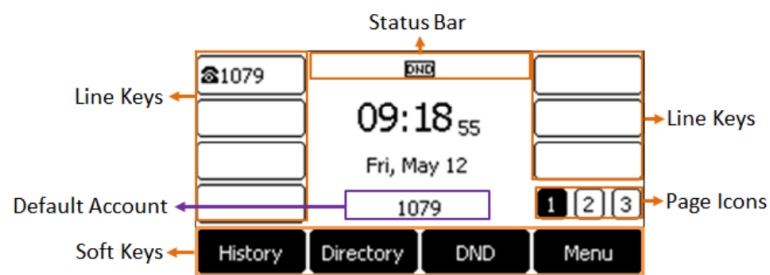 Status Bar
☎1079
DND
Line Keys
09:18 55
Line Keys
Fri, May 12
Default Account
1079
1 2 3
Page Icons
Soft Keys
History Directory DND Menu